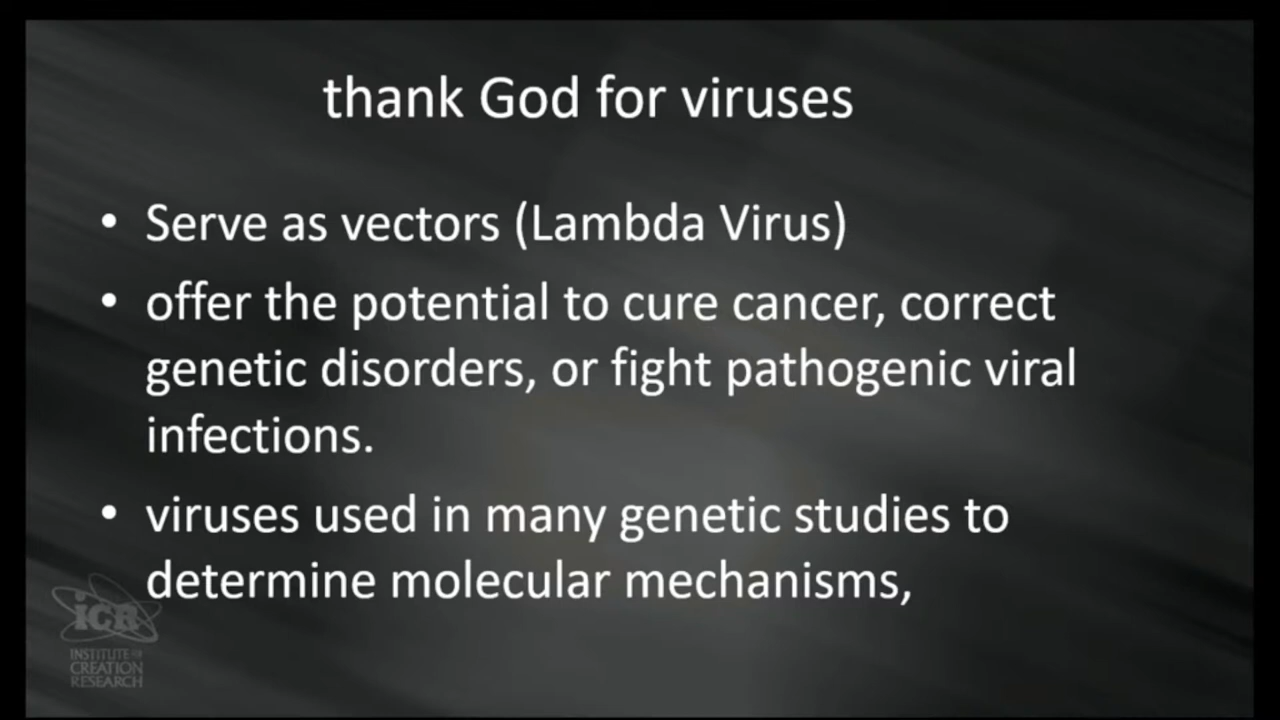 thank God for viruses
• Serve as vectors (Lambda Virus)
• offer the potential to cure cancer, correct
genetic disorders, or fight pathogenic viral
infections.
• viruses used in many genetic studies to
determine molecular mechanisms,
iCR
INSTITUTE for
CREATION
RESEARCH